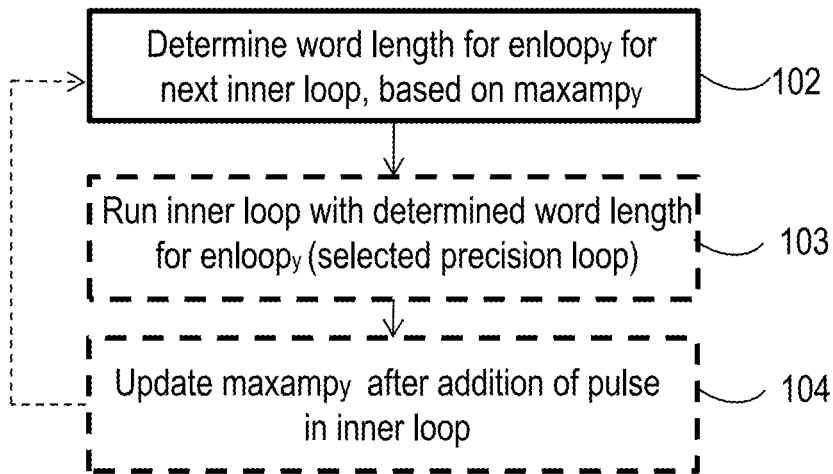 Determine word length for enloopy for
next inner loop, based on maxampy
102
Run inner loop with determined word length
for enloopy (selected precision loop)
103
Update maxampy after addition of pulse
in inner loop
104